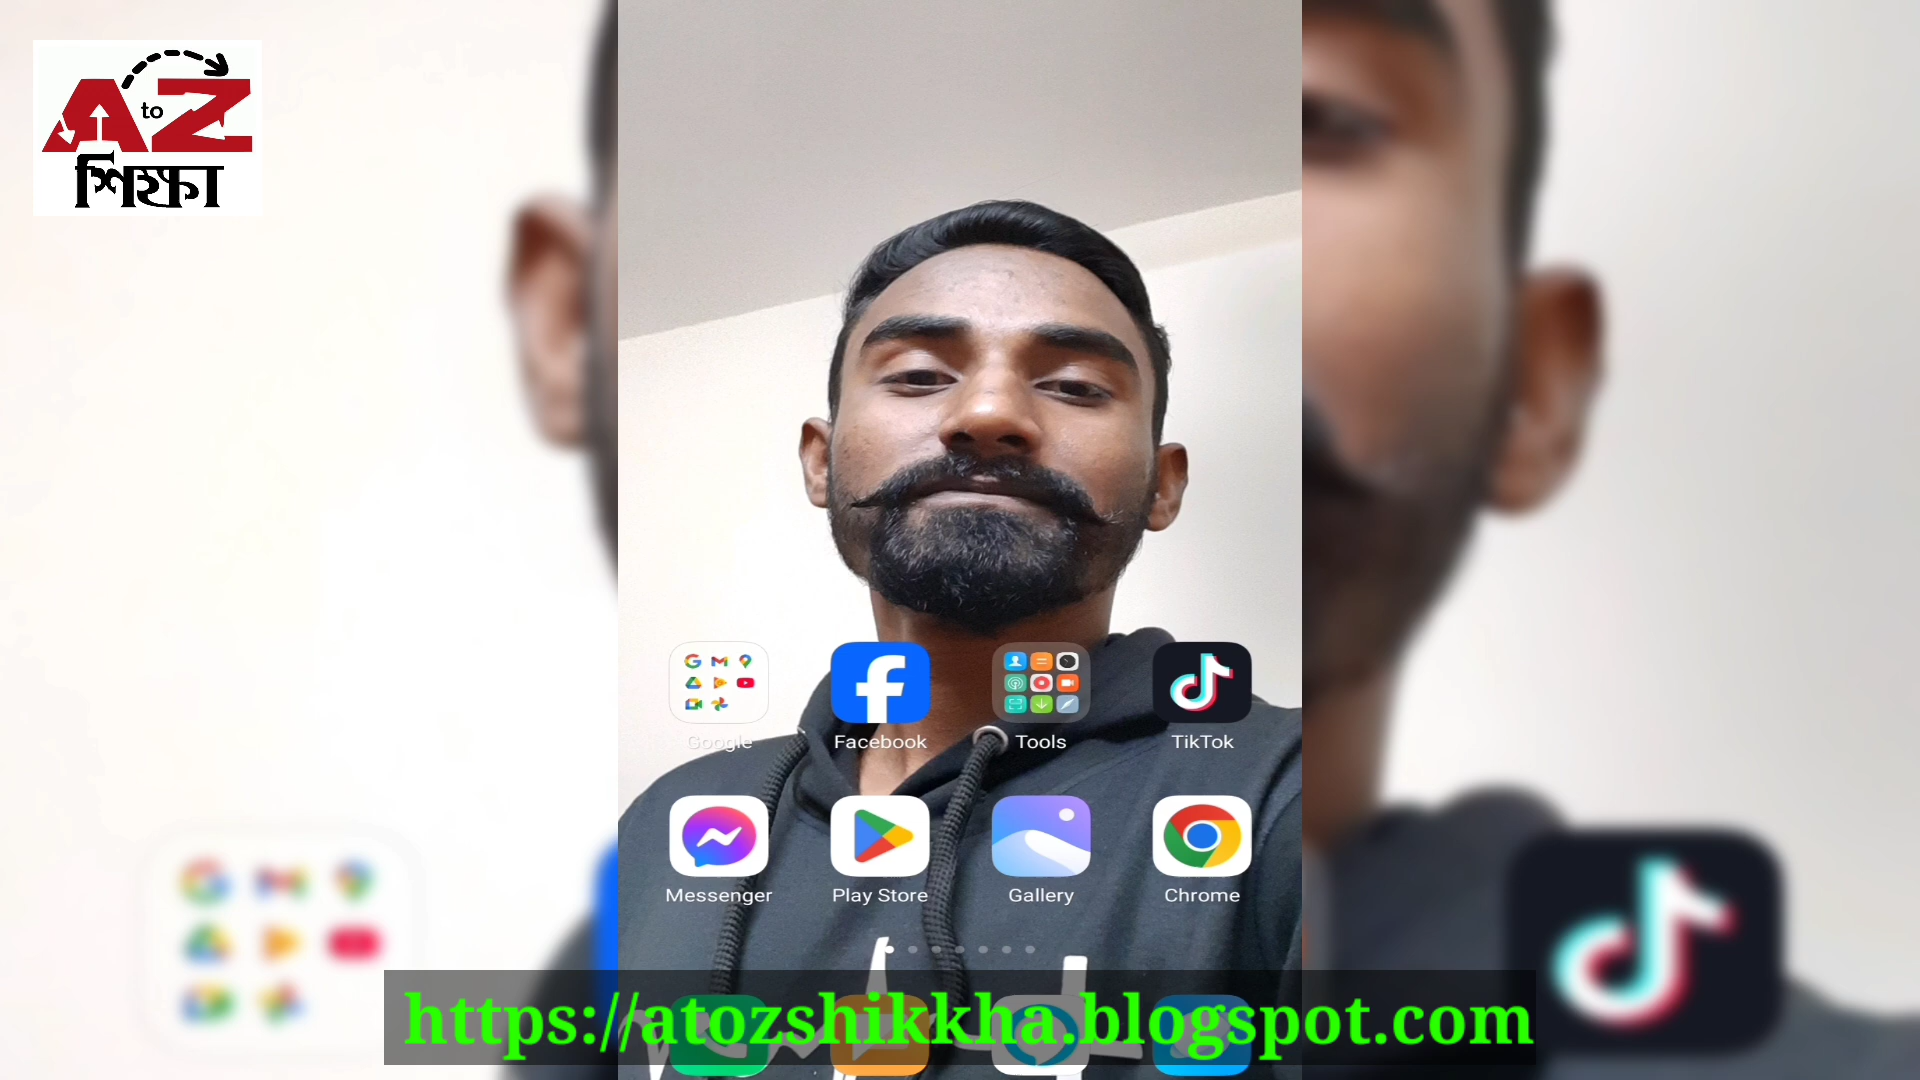 A to Z
শিক্ষা
Google Facebook Tools TikTok
Messenger Play Store Gallery Chrome
https://atozshikkha.blogspot.com